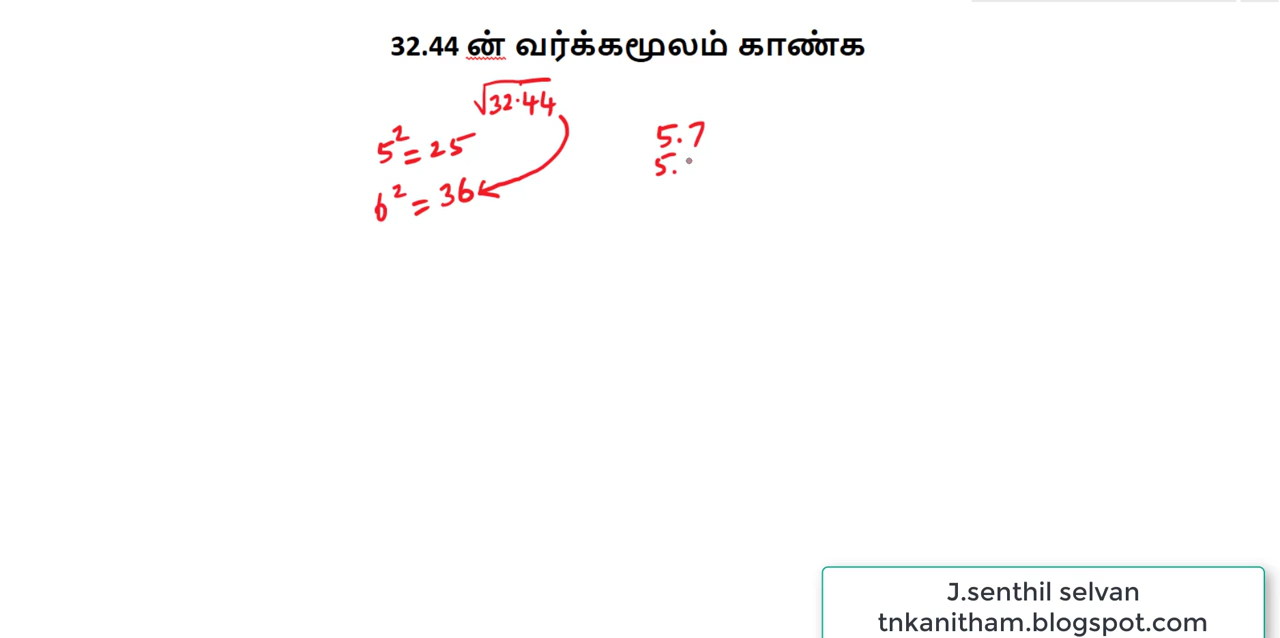 32.44 ன் வர்க்கமூலம் காண்க
√32.44
5² = 25
6² = 36
5.7
5.
J.senthil selvan
tnkanitham.blogspot.com